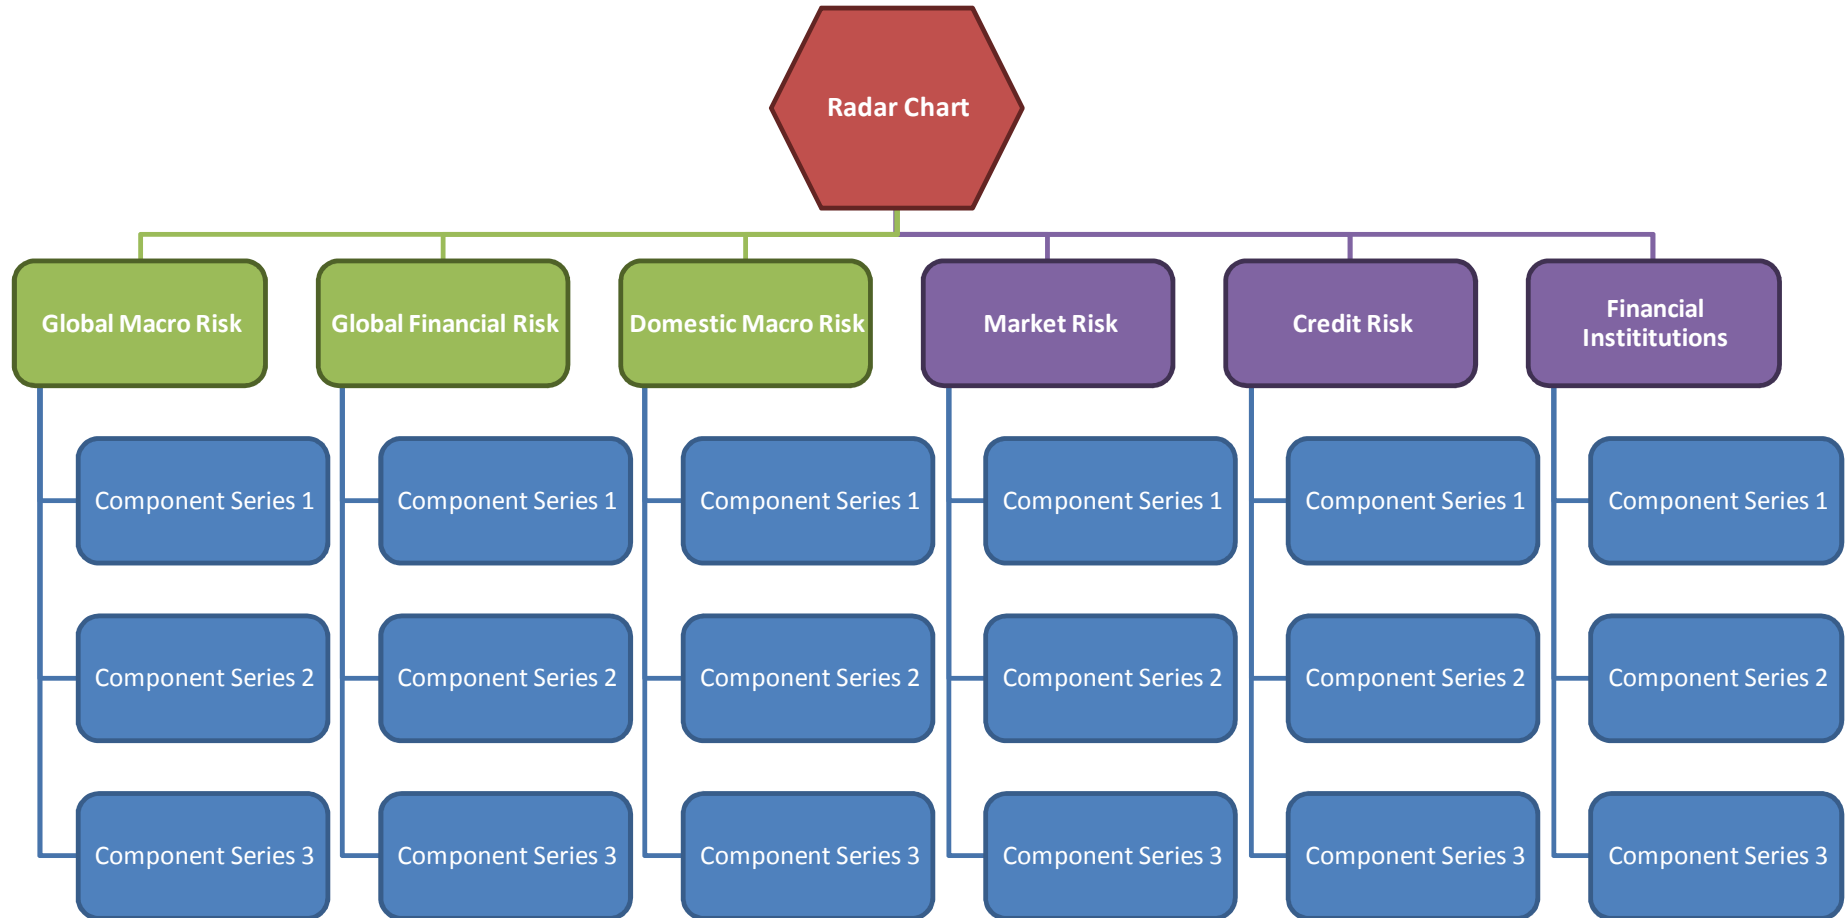 Radar Chart
Global Macro Risk
Global Financial Risk
Domestic Macro Risk
Market Risk
Credit Risk
Financial
Instititutions
Component Series 1
Component Series 1
Component Series 1
Component Series 1
Component Series 1
Component Series 1
Component Series 2
Component Series 2
Component Series 2
Component Series 2
Component Series 2
Component Series 2
Component Series 3
Component Series 3
Component Series 3
Component Series 3
Component Series 3
Component Series 3